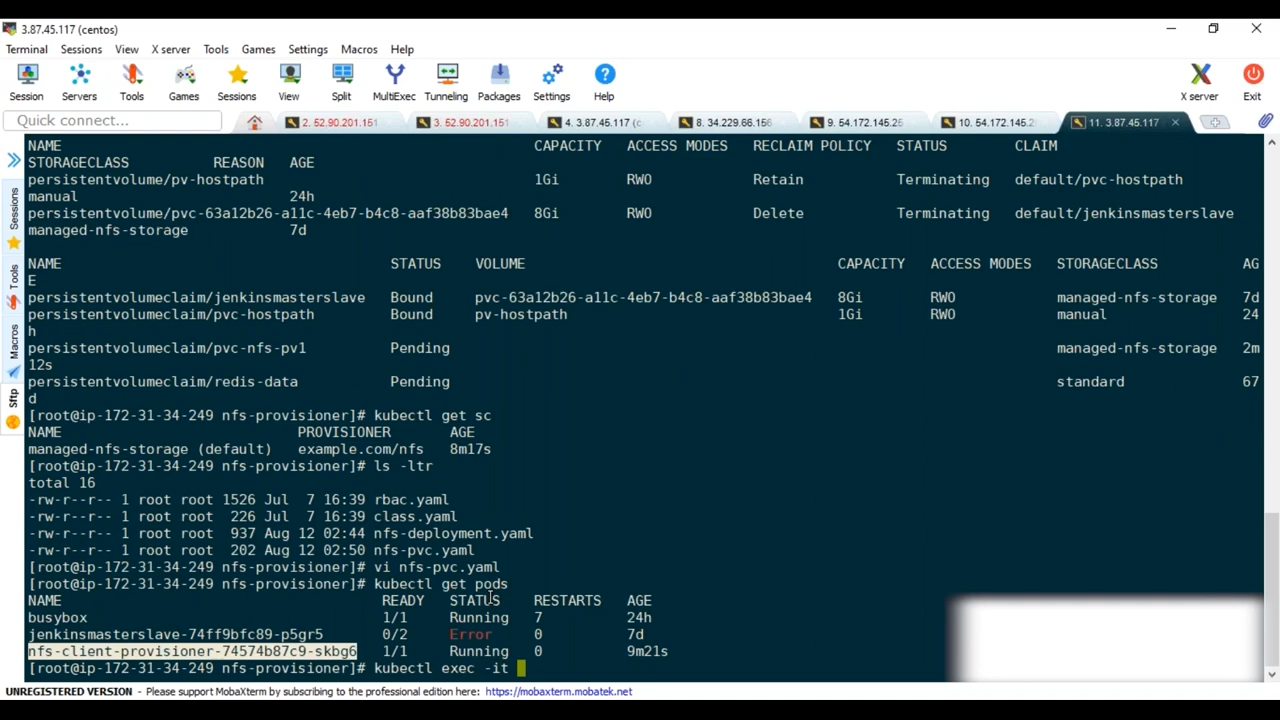 3.87.45.117 (centos)
Terminal Sessions View X server Tools Games Settings Macros Help
Session Servers Tools Games Sessions View Split MultiExec Tunneling Packages Settings Help X server Exit
Quick connect... 2. 52.90.201.151 3. 52.90.201.151 4. 3.87.45.117 (c 8. 34.229.66.156 9. 54.172.145.25 10. 54.172.145.2 11. 3.87.45.117
Sessions
Tools
Macros
Sftp
NAME CAPACITY ACCESS MODES RECLAIM POLICY STATUS CLAIM
STORAGECLASS REASON AGE
persistentvolume/pv-hostpath 1Gi RWO Retain Terminating default/pvc-hostpath
manual 24h
persistentvolume/pvc-63a12b26-a11c-4eb7-b4c8-aaf38b83bae4 8Gi RWO Delete Terminating default/jenkinsmasterslave
managed-nfs-storage 7d
NAME STATUS VOLUME CAPACITY ACCESS MODES STORAGECLASS AG
E
persistentvolumeclaim/jenkinsmasterslave Bound pvc-63a12b26-a11c-4eb7-b4c8-aaf38b83bae4 8Gi RWO managed-nfs-storage 7d
persistentvolumeclaim/pvc-hostpath Bound pv-hostpath 1Gi RWO manual 24
h
persistentvolumeclaim/pvc-nfs-pv1 Pending managed-nfs-storage 2m
12s
persistentvolumeclaim/redis-data Pending standard 67
d
[root@ip-172-31-34-249 nfs-provisioner]# kubectl get sc
NAME PROVISIONER AGE
managed-nfs-storage (default) example.com/nfs 8m17s
[root@ip-172-31-34-249 nfs-provisioner]# ls -ltr
total 16
-rw-r--r-- 1 root root 1526 Jul 7 16:39 rbac.yaml
-rw-r--r-- 1 root root 226 Jul 7 16:39 class.yaml
-rw-r--r-- 1 root root 937 Aug 12 02:44 nfs-deployment.yaml
-rw-r--r-- 1 root root 202 Aug 12 02:50 nfs-pvc.yaml
[root@ip-172-31-34-249 nfs-provisioner]# vi nfs-pvc.yaml
[root@ip-172-31-34-249 nfs-provisioner]# kubectl get pods
NAME READY STATUS RESTARTS AGE
busybox 1/1 Running 7 24h
jenkinsmasterslave-74ff9bfc89-p5gr5 0/2 Error 0 7d
nfs-client-provisioner-74574b87c9-skbg6 1/1 Running 0 9m21s
[root@ip-172-31-34-249 nfs-provisioner]# kubectl exec -it
UNREGISTERED VERSION - Please support MobaXterm by subscribing to the professional edition here: https://mobaxterm.mobatek.net